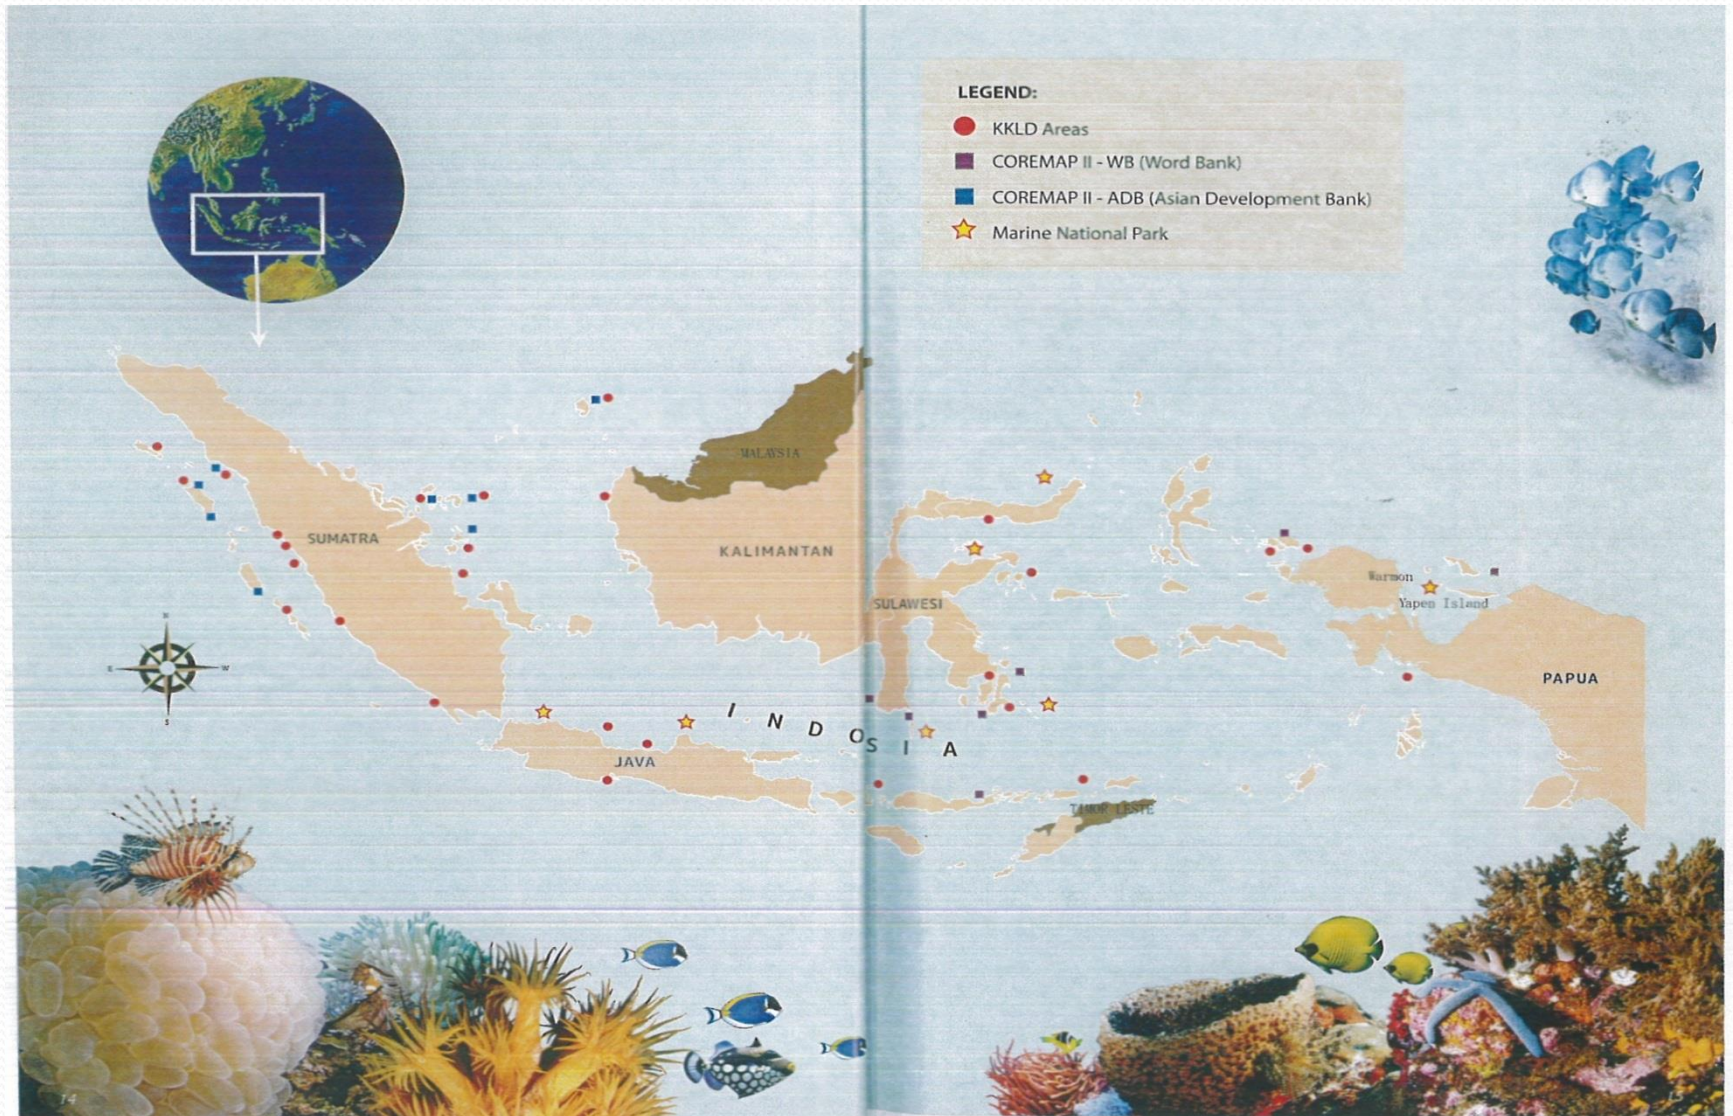 LEGEND:
KKLD Areas
COREMAP II - WB (Word Bank)
COREMAP II - ADB (Asian Development Bank)
Marine National Park
MALAYSIA
SUMATRA
KALIMANTAN
SULAWESI
Warmon
Yapen Island
PAPUA
N
E W
S
I N D O S I A
JAVA
TIMOR LESTE
14
15